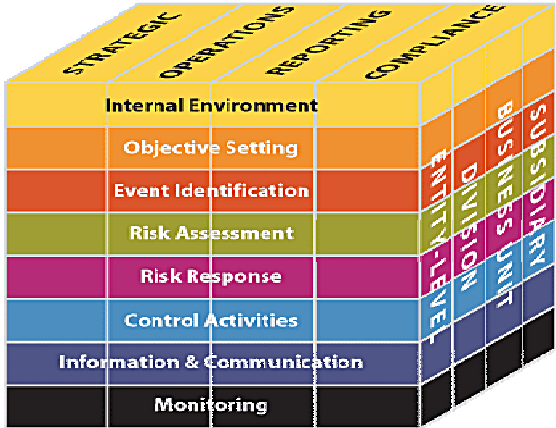 STRATEGIC
OPERATIONS
REPORTING
COMPLIANCE
Internal Environment
Objective Setting
Event Identification
Risk Assessment
Risk Response
Control Activities
Information & Communication
Monitoring
ENTITY-LEVEL
DIVISION
BUSINESS UNIT
SUBSIDIARY